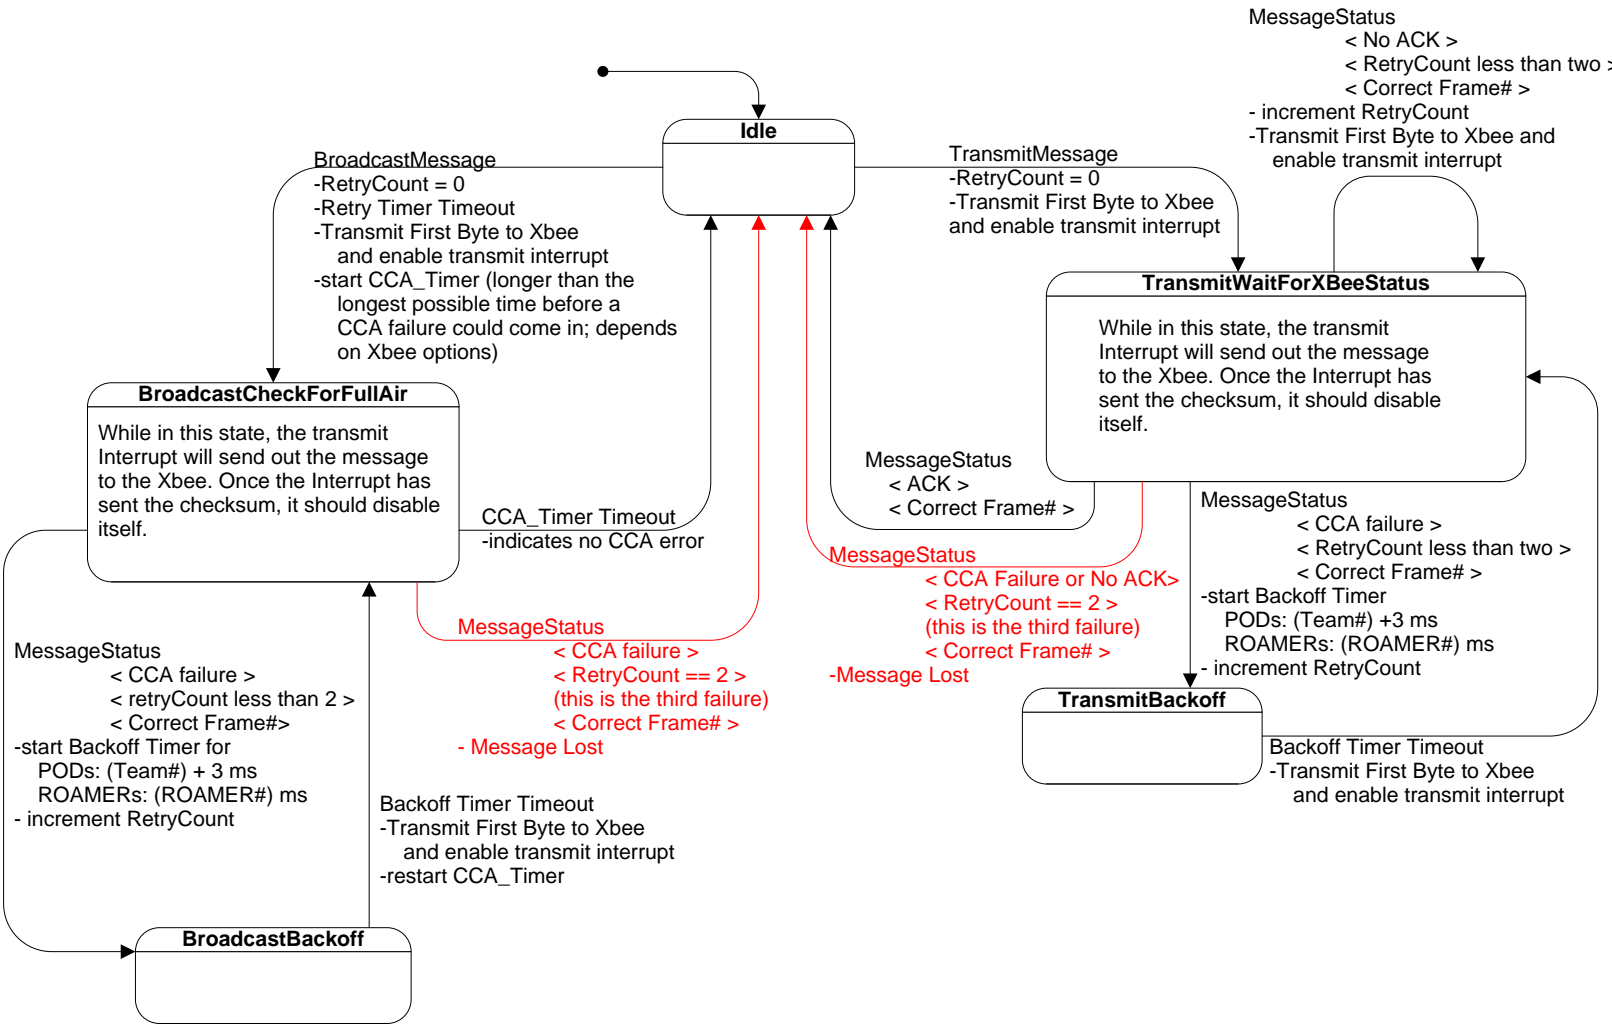 MessageStatus
< No ACK >
< RetryCount less than two >
< Correct Frame# >
- increment RetryCount
-Transmit First Byte to Xbee and
enable transmit interrupt
Idle
BroadcastMessage
-RetryCount = 0
-Retry Timer Timeout
-Transmit First Byte to Xbee
and enable transmit interrupt
-start CCA_Timer (longer than the
longest possible time before a
CCA failure could come in; depends
on Xbee options)
TransmitMessage
-RetryCount = 0
-Transmit First Byte to Xbee
and enable transmit interrupt
TransmitWaitForXBeeStatus
While in this state, the transmit
Interrupt will send out the message
to the Xbee. Once the Interrupt has
sent the checksum, it should disable
itself.
BroadcastCheckForFullAir
While in this state, the transmit
Interrupt will send out the message
to the Xbee. Once the Interrupt has
sent the checksum, it should disable
itself.
CCA_Timer Timeout
-indicates no CCA error
MessageStatus
< ACK >
< Correct Frame# >
MessageStatus
< CCA Failure or No ACK>
< RetryCount == 2 >
(this is the third failure)
< Correct Frame# >
-Message Lost
MessageStatus
< CCA failure >
< RetryCount less than two >
< Correct Frame# >
-start Backoff Timer
PODs: (Team#) +3 ms
ROAMERs: (ROAMER#) ms
- increment RetryCount
MessageStatus
< CCA failure >
< RetryCount == 2 >
(this is the third failure)
< Correct Frame# >
- Message Lost
MessageStatus
< CCA failure >
< retryCount less than 2 >
< Correct Frame#>
-start Backoff Timer for
PODs: (Team#) + 3 ms
ROAMERs: (ROAMER#) ms
- increment RetryCount
TransmitBackoff
Backoff Timer Timeout
-Transmit First Byte to Xbee
and enable transmit interrupt
Backoff Timer Timeout
-Transmit First Byte to Xbee
and enable transmit interrupt
-restart CCA_Timer
BroadcastBackoff